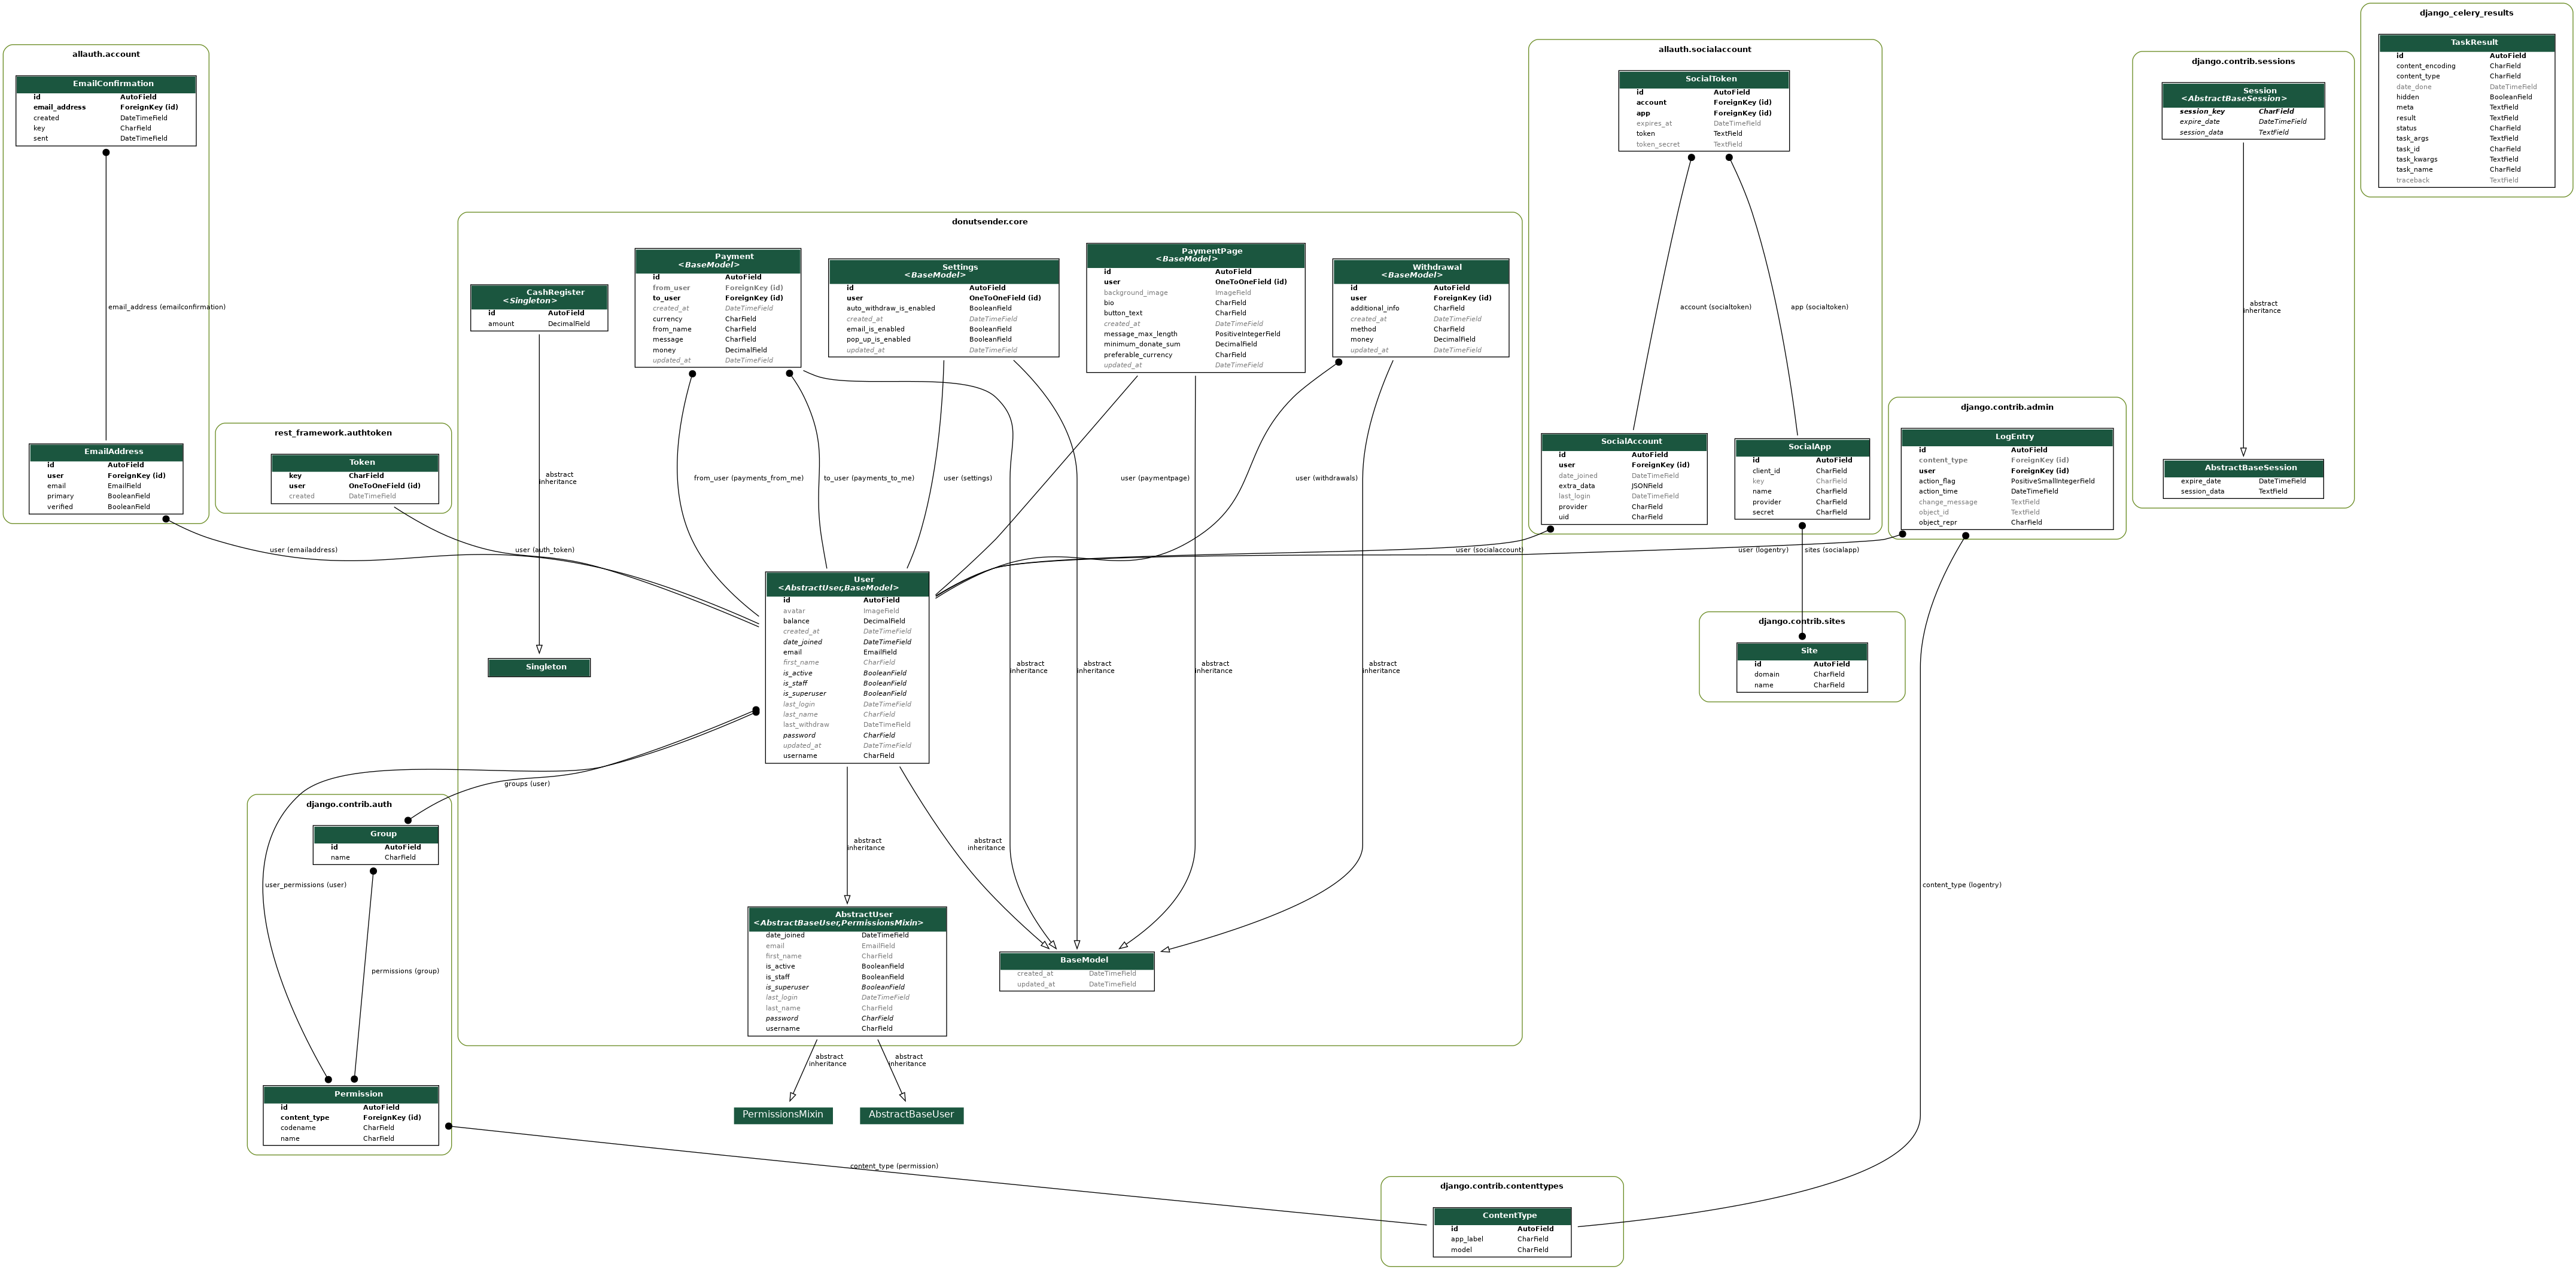 allauth.account
EmailConfirmation
id AutoField
email_address ForeignKey (id)
created DateTimeField
key CharField
sent DateTimeField
email_address (emailconfirmation)
EmailAddress
id AutoField
user ForeignKey (id)
email EmailField
primary BooleanField
verified BooleanField
user (emailaddress)
rest_framework.authtoken
Token
key CharField
user OneToOneField (id)
created DateTimeField
user (auth_token)
donutsender.core
CashRegister
<Singleton>
id AutoField
amount DecimalField
abstract
inheritance
Singleton
Payment
<BaseModel>
id AutoField
from_user ForeignKey (id)
to_user ForeignKey (id)
created_at DateTimeField
currency CharField
from_name CharField
message CharField
money DecimalField
updated_at DateTimeField
Settings
<BaseModel>
id AutoField
user OneToOneField (id)
auto_withdraw_is_enabled BooleanField
created_at DateTimeField
email_is_enabled BooleanField
pop_up_is_enabled BooleanField
updated_at DateTimeField
PaymentPage
<BaseModel>
id AutoField
user OneToOneField (id)
background_image ImageField
bio CharField
button_text CharField
created_at DateTimeField
message_max_length PositiveIntegerField
minimum_donate_sum DecimalField
preferable_currency CharField
updated_at DateTimeField
Withdrawal
<BaseModel>
id AutoField
user ForeignKey (id)
additional_info CharField
created_at DateTimeField
method CharField
money DecimalField
updated_at DateTimeField
from_user (payments_from_me)
to_user (payments_to_me)
user (settings)
user (paymentpage)
user (withdrawals)
User
<AbstractUser,BaseModel>
id AutoField
avatar ImageField
balance DecimalField
created_at DateTimeField
date_joined DateTimeField
email EmailField
first_name CharField
is_active BooleanField
is_staff BooleanField
is_superuser BooleanField
last_login DateTimeField
last_name CharField
last_withdraw DateTimeField
password CharField
updated_at DateTimeField
username CharField
abstract
inheritance
abstract
inheritance
abstract
inheritance
abstract
inheritance
abstract
inheritance
abstract
inheritance
AbstractUser
<AbstractBaseUser,PermissionsMixin>
date_joined DateTimeField
email EmailField
first_name CharField
is_active BooleanField
is_staff BooleanField
is_superuser BooleanField
last_login DateTimeField
last_name CharField
password CharField
username CharField
BaseModel
created_at DateTimeField
updated_at DateTimeField
abstract
inheritance
abstract
inheritance
PermissionsMixin
AbstractBaseUser
groups (user)
django.contrib.auth
Group
id AutoField
name CharField
user_permissions (user)
permissions (group)
Permission
id AutoField
content_type ForeignKey (id)
codename CharField
name CharField
content_type (permission)
allauth.socialaccount
SocialToken
id AutoField
account ForeignKey (id)
app ForeignKey (id)
expires_at DateTimeField
token TextField
token_secret TextField
account (socialtoken)
app (socialtoken)
SocialAccount
id AutoField
user ForeignKey (id)
date_joined DateTimeField
extra_data JSONField
last_login DateTimeField
provider CharField
uid CharField
SocialApp
id AutoField
client_id CharField
key CharField
name CharField
provider CharField
secret CharField
user (socialaccount)
user (logentry)
sites (socialapp)
django.contrib.sites
Site
id AutoField
domain CharField
name CharField
django.contrib.admin
LogEntry
id AutoField
content_type ForeignKey (id)
user ForeignKey (id)
action_flag PositiveSmallIntegerField
action_time DateTimeField
change_message TextField
object_id TextField
object_repr CharField
content_type (logentry)
django.contrib.contenttypes
ContentType
id AutoField
app_label CharField
model CharField
django.contrib.sessions
Session
<AbstractBaseSession>
session_key CharField
expire_date DateTimeField
session_data TextField
abstract
inheritance
AbstractBaseSession
expire_date DateTimeField
session_data TextField
django_celery_results
TaskResult
id AutoField
content_encoding CharField
content_type CharField
date_done DateTimeField
hidden BooleanField
meta TextField
result TextField
status CharField
task_args TextField
task_id CharField
task_kwargs TextField
task_name CharField
traceback TextField